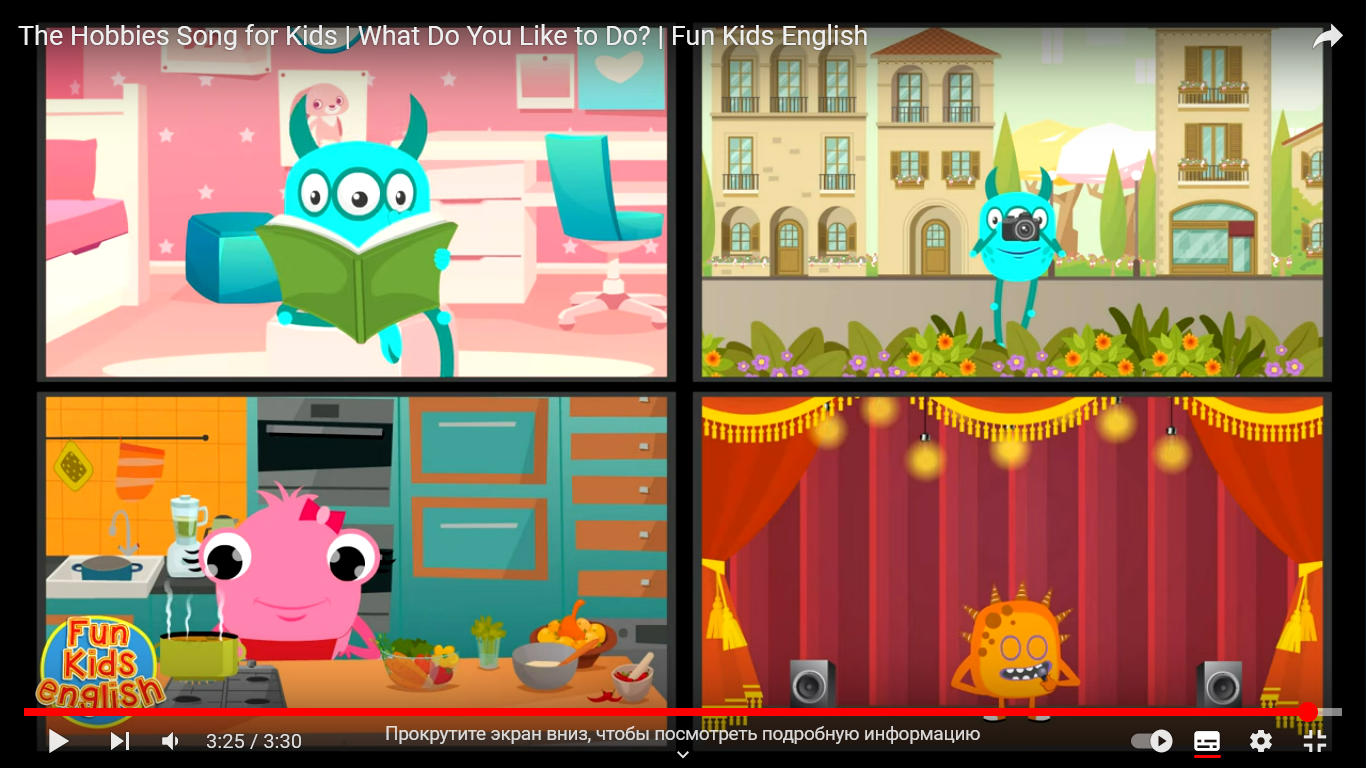 The Hobbies Song for Kids | What Do You Like to Do? | Fun Kids English
Fun
Kids
english
3:25 / 3:30
Прокрутите экран вниз, чтобы посмотреть подробную информацию